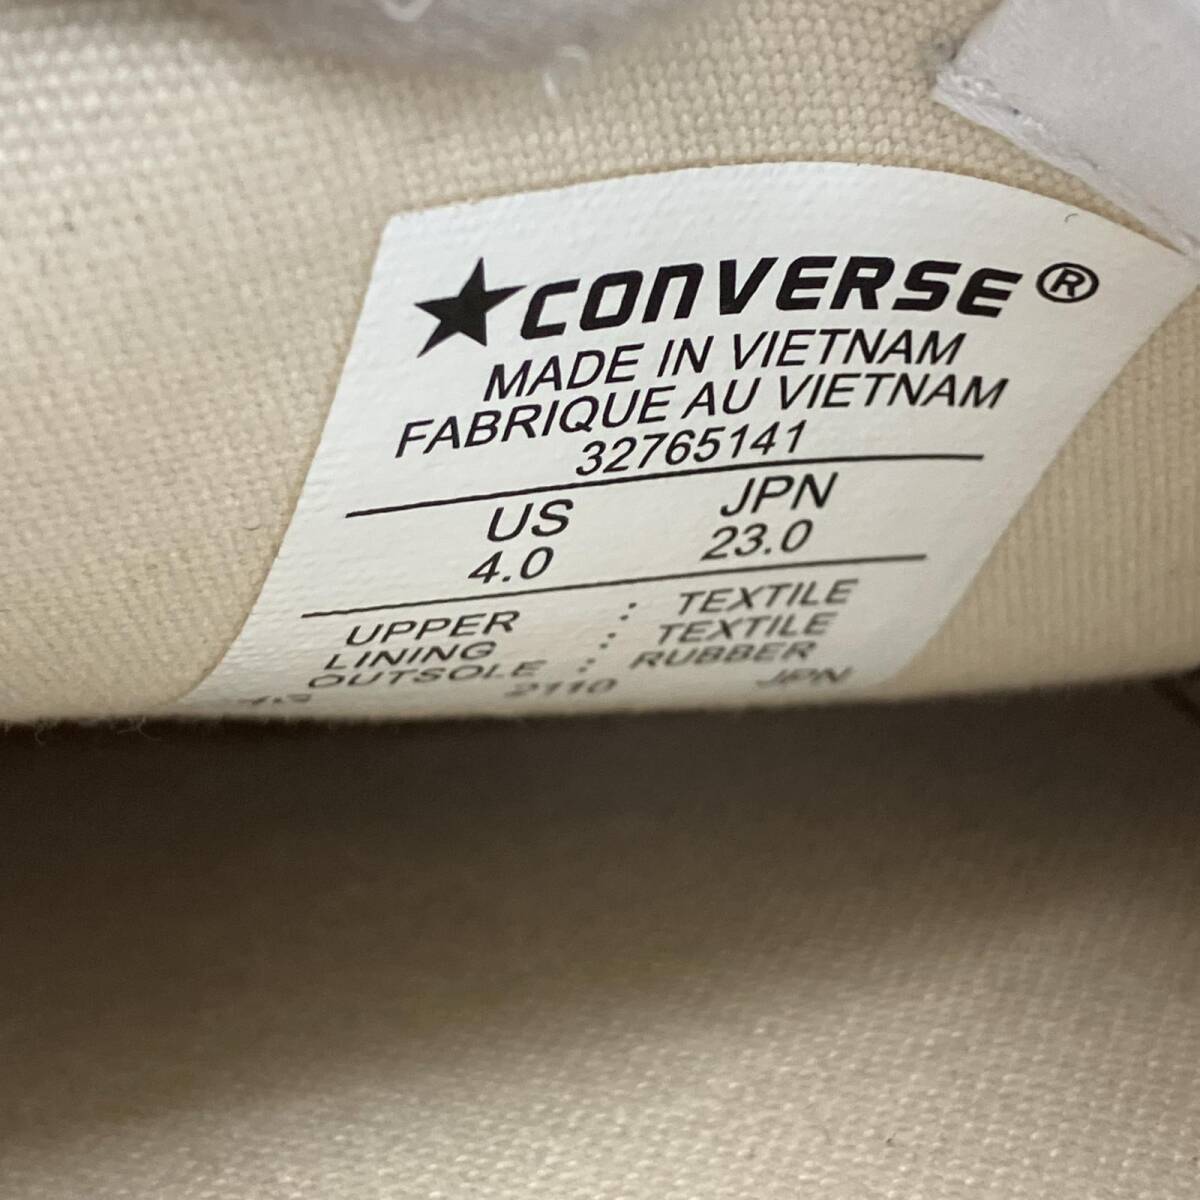 ★CONVERSE®
MADE IN VIETNAM
FABRIQUE AU VIETNAM
32765141
US JPN
4.0 23.0
UPPER : TEXTILE
LINING : TEXTILE
OUTSOLE : RUBBER
2110 JPN